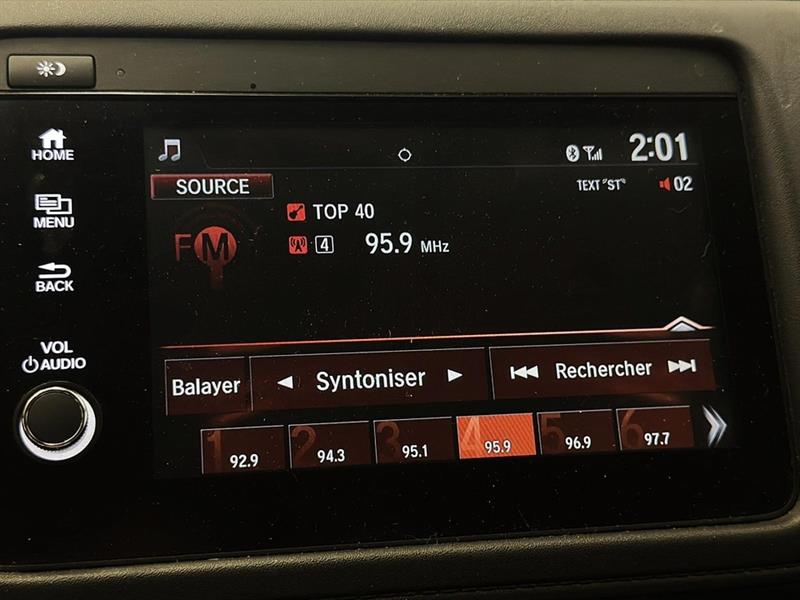 HOME
MENU
BACK
VOL
AUDIO
2:01
SOURCE
TEXT "ST"
02
FM
TOP 40
4
95.9 MHz
Balayer
Syntoniser
Rechercher
1 92.9
2 94.3
3 95.1
4 95.9
5 96.9
6 97.7